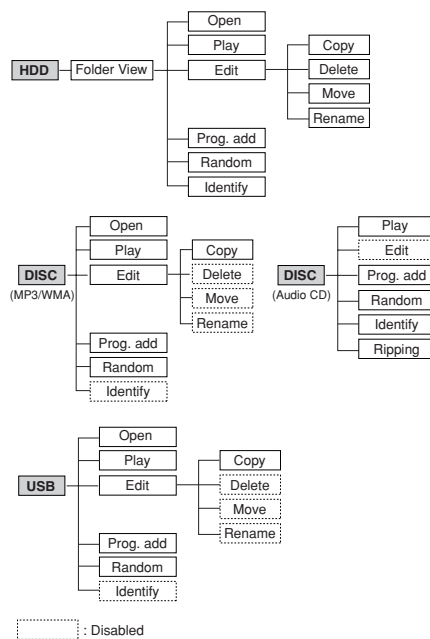 Open
Play
HDD
Folder View
Edit
Copy
Delete
Move
Rename
Prog. add
Random
Identify
Open
Play
DISC
(MP3/WMA)
Edit
Copy
Delete
Move
Rename
Prog. add
Random
Identify
DISC
(Audio CD)
Play
Edit
Prog. add
Random
Identify
Ripping
Open
Play
USB
Edit
Copy
Delete
Move
Rename
Prog. add
Random
Identify
: Disabled